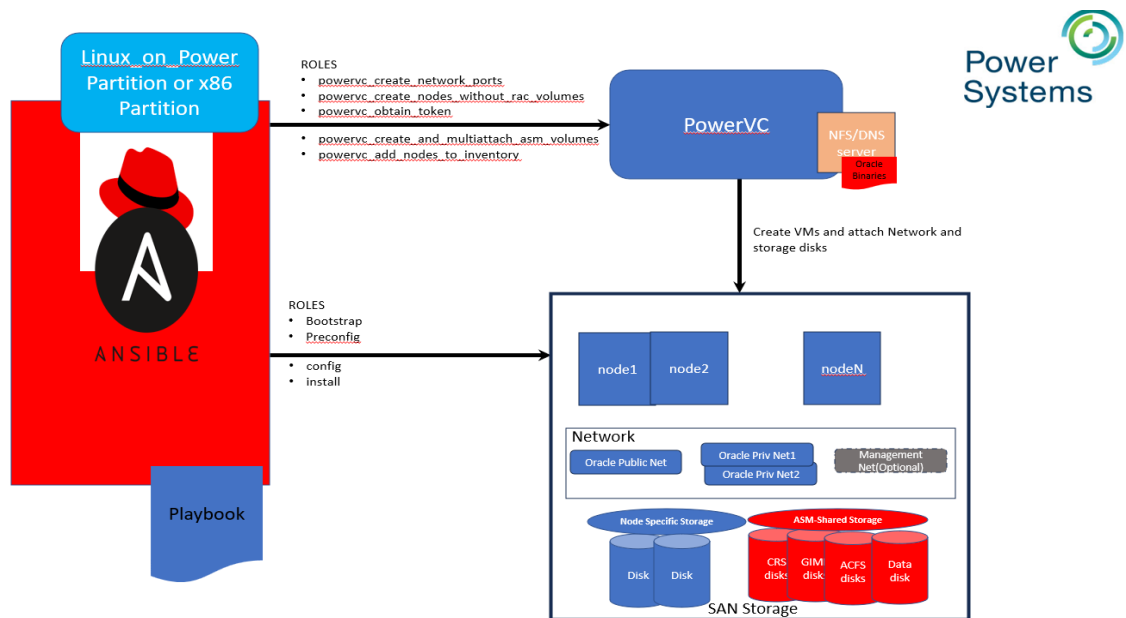 Linux_on_Power
Partition or x86
Partition
ANSIBLE
Playbook
ROLES
• powervc_create_network_ports
• powervc_create_nodes_without_rac_volumes
• powervc_obtain_token
• powervc_create_and_multiattach_asm_volumes
• powervc_add_nodes_to_inventory
PowerVC
NFS/DNS
server
Oracle
Binaries
Power
Systems
Create VMs and attach Network and
storage disks
ROLES
• Bootstrap
• Preconfig
• config
• install
node1
node2
nodeN
Network
Oracle Public Net
Oracle Priv Net1
Oracle Priv Net2
Management
Net(Optional)
Node Specific Storage
ASM-Shared Storage
Disk
Disk
CRS
disks
disks
ACFS
disks
Data
disk
SAN Storage